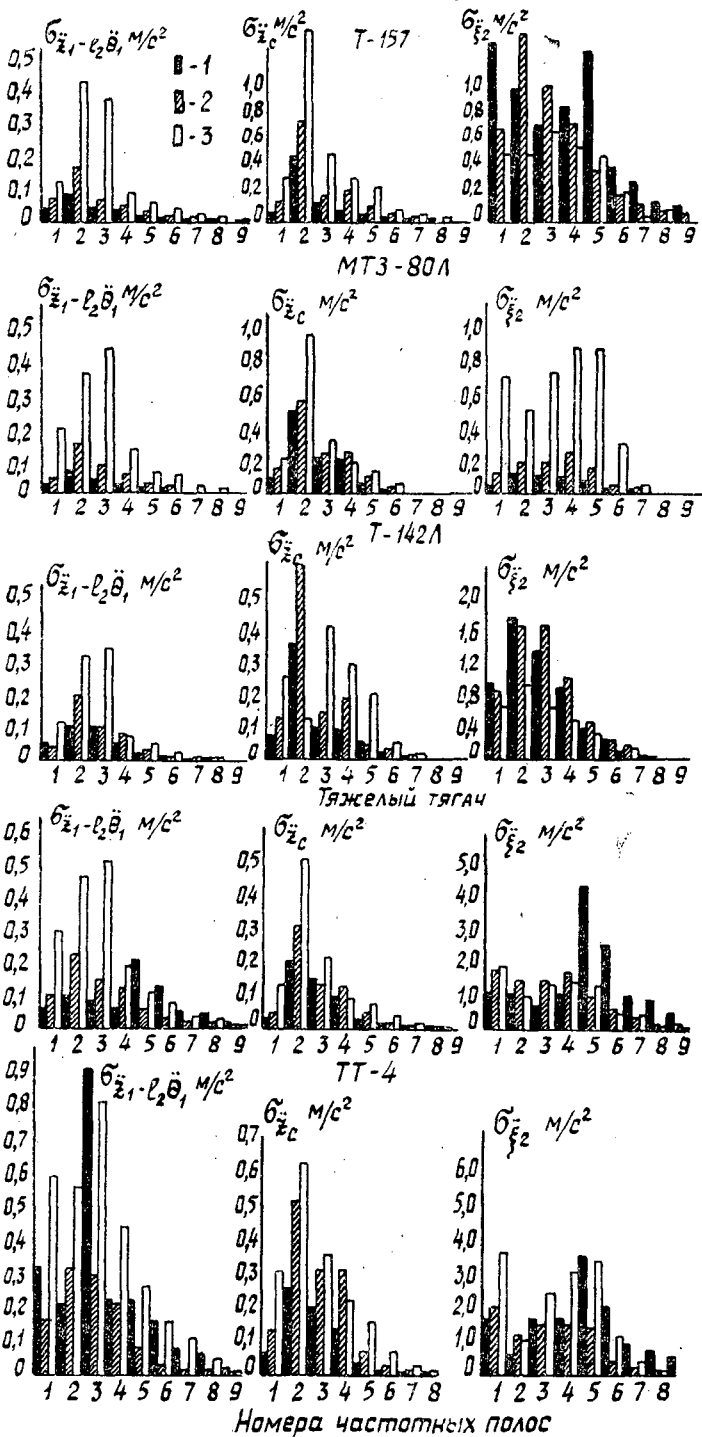 σz̈₁-ℓ₂θ̈₁ м/с² σz̈c м/с² Т-157 σξ̈₂ м/с²
0,5 0,4 0,2 0,1 0
▪-1
▪-2
▪-3
1,0 0,8 0,6 0,4 0,2 0
1,0 0,8 0,6 0,4 0,2 0
1 2 3 4 5 6 7 8 9 1 2 3 4 5 6 7 8 9 1 2 3 4 5 6 7 8 9
МТЗ-80Л
σz̈₁-ℓ₂θ̈₁ м/с² σz̈c м/с² σξ̈₂ м/с²
0,5 0,4 0,3 0,2 0,1 0
1,0 0,8 0,6 0,4 0,2 0
1,0 0,8 0,6 0,4 0,2 0
1 2 3 4 5 6 7 8 9 1 2 3 4 5 6 7 8 9 1 2 3 4 5 6 7 8 9
Т-142Л
σz̈₁-ℓ₂θ̈₁ м/с² σz̈c м/с² σξ̈₂ м/с²
0,5 0,4 0,3 0,2 0,1 0
0,5 0,4 0,3 0,2 0,1 0
2,0 1,6 1,2 0,8 0,4 0
1 2 3 4 5 6 7 8 9 1 2 3 4 5 6 7 8 9 1 2 3 4 5 6 7 8 9
Тяжелый тягач
σz̈₁-ℓ₂θ̈₁ м/с² σz̈c м/с² σξ̈₂ м/с²
0,6 0,5 0,4 0,3 0,2 0,1 0
0,5 0,4 0,3 0,2 0,1 0
5,0 4,0 3,0 2,0 1,0 0
1 2 3 4 5 6 7 8 9 1 2 3 4 5 6 7 8 9 1 2 3 4 5 6 7 8 9
ТТ-4
σz̈₁-ℓ₂θ̈₁ м/с² σz̈c м/с² σξ̈₂ м/с²
0,9 0,8 0,7 0,6 0,5 0,4 0,3 0,2 0,1 0
0,7 0,6 0,5 0,4 0,3 0,2 0,1 0
6,0 5,0 4,0 3,0 2,0 1,0 0
1 2 3 4 5 6 7 8 9 1 2 3 4 5 6 7 8 1 2 3 4 5 6 7 8 9
Номера частотных полос